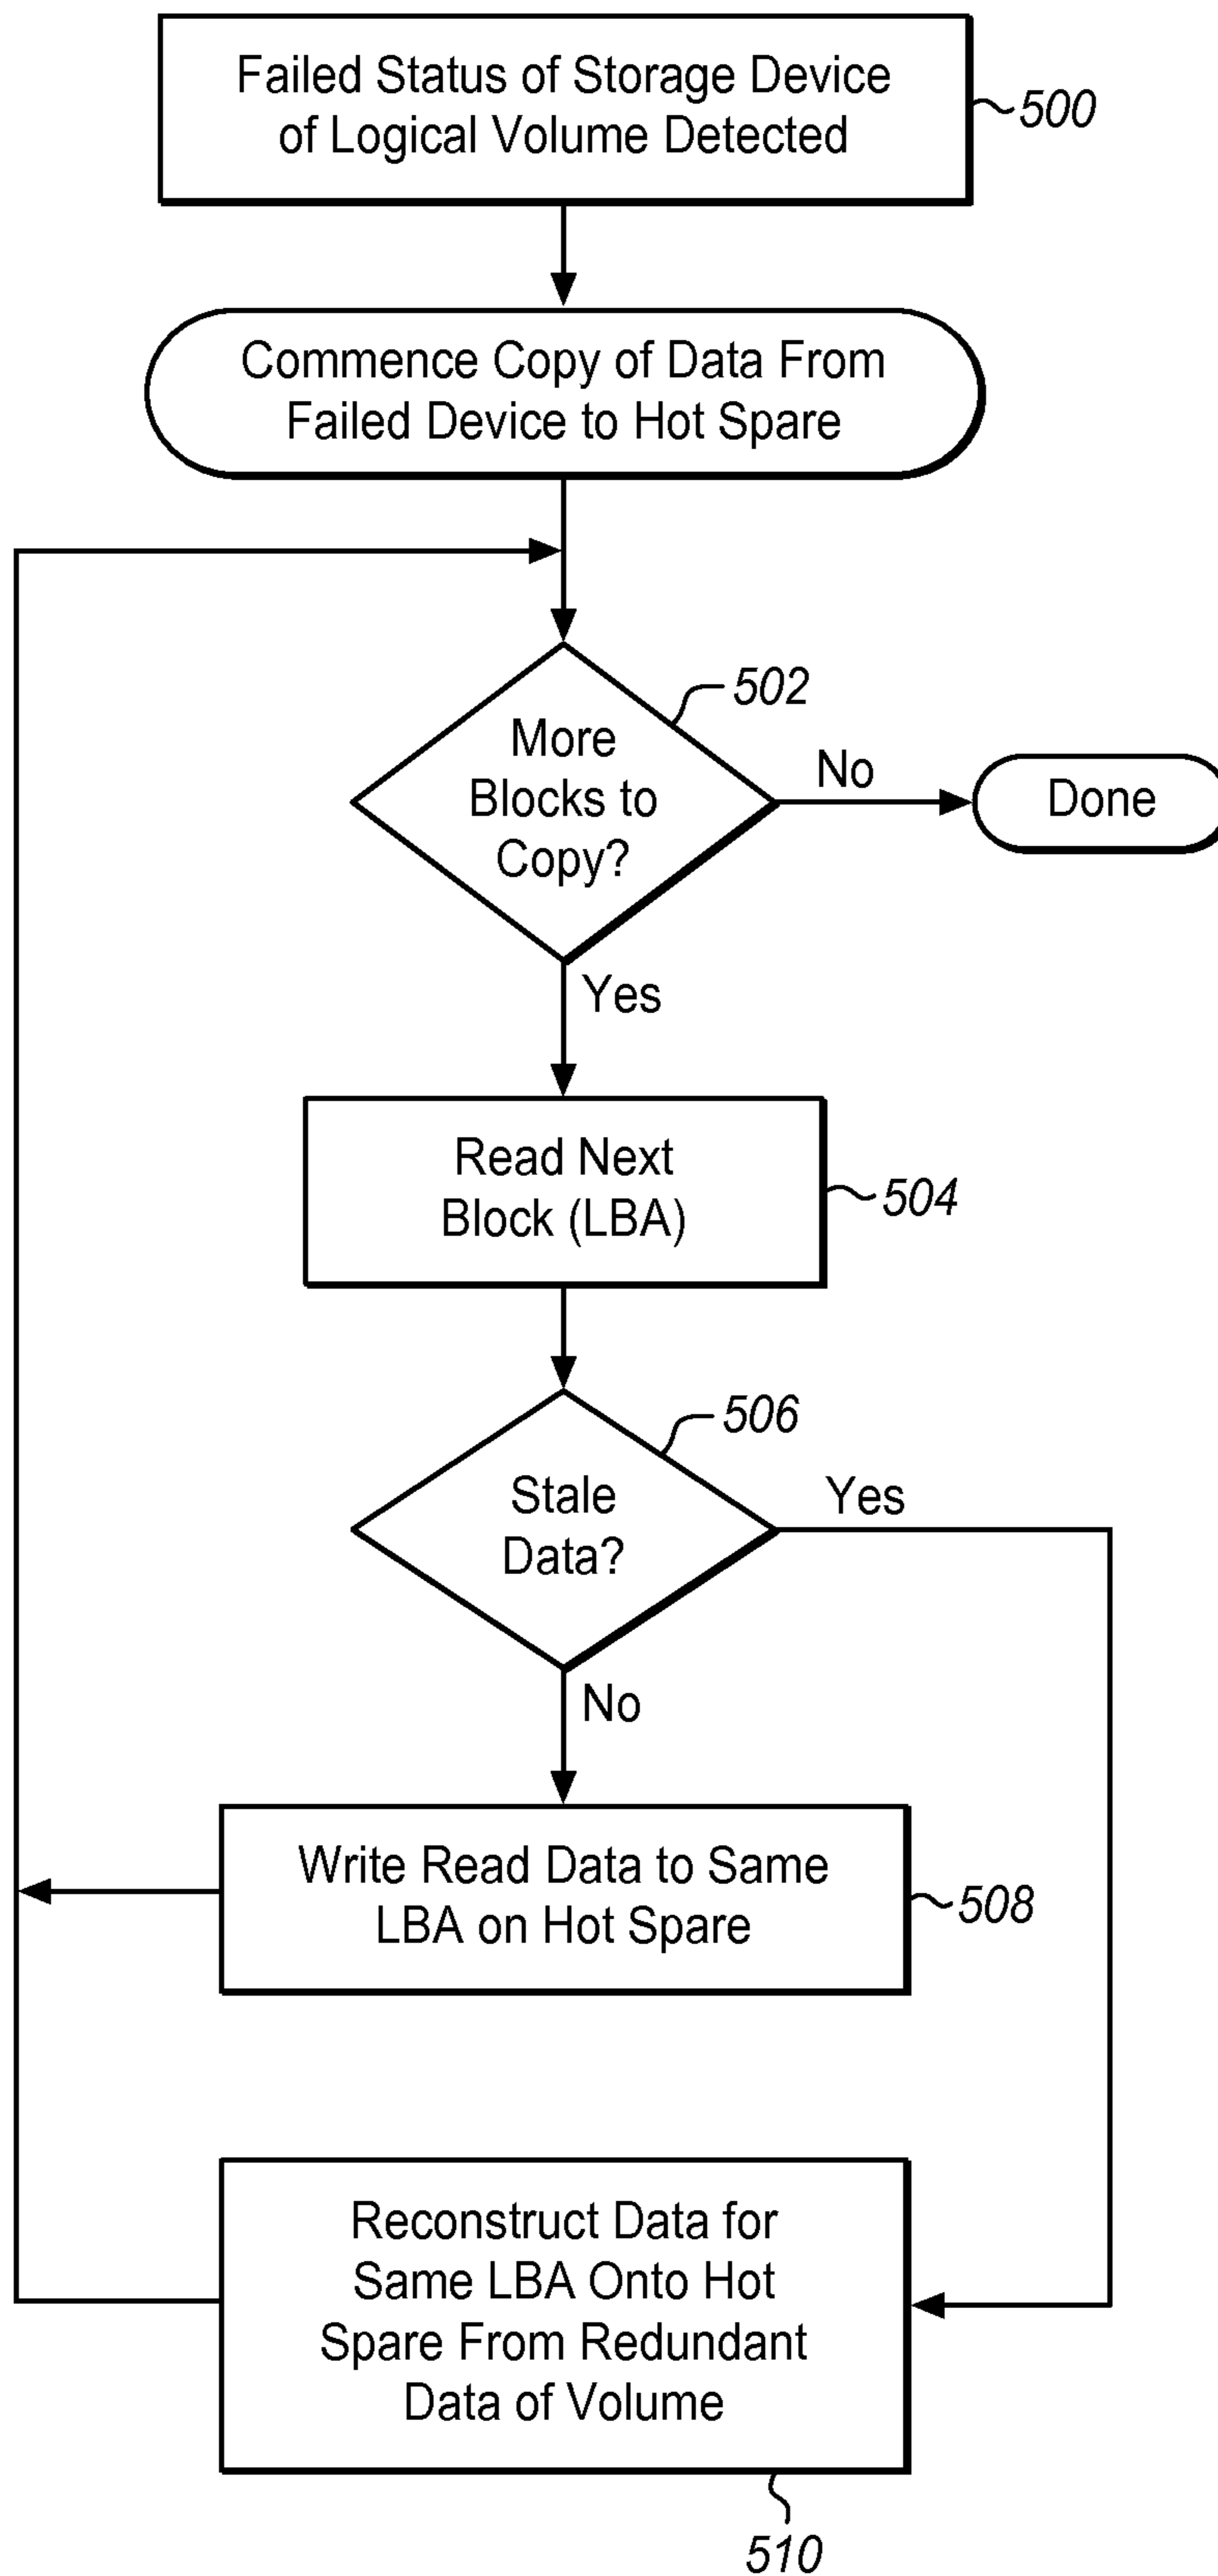 Failed Status of Storage Device
of Logical Volume Detected
500
Commence Copy of Data From
Failed Device to Hot Spare
502
More
Blocks to
Copy?
No
Done
Yes
Read Next
Block (LBA)
504
506
Stale
Data?
Yes
No
Write Read Data to Same
LBA on Hot Spare
508
Reconstruct Data for
Same LBA Onto Hot
Spare From Redundant
Data of Volume
510